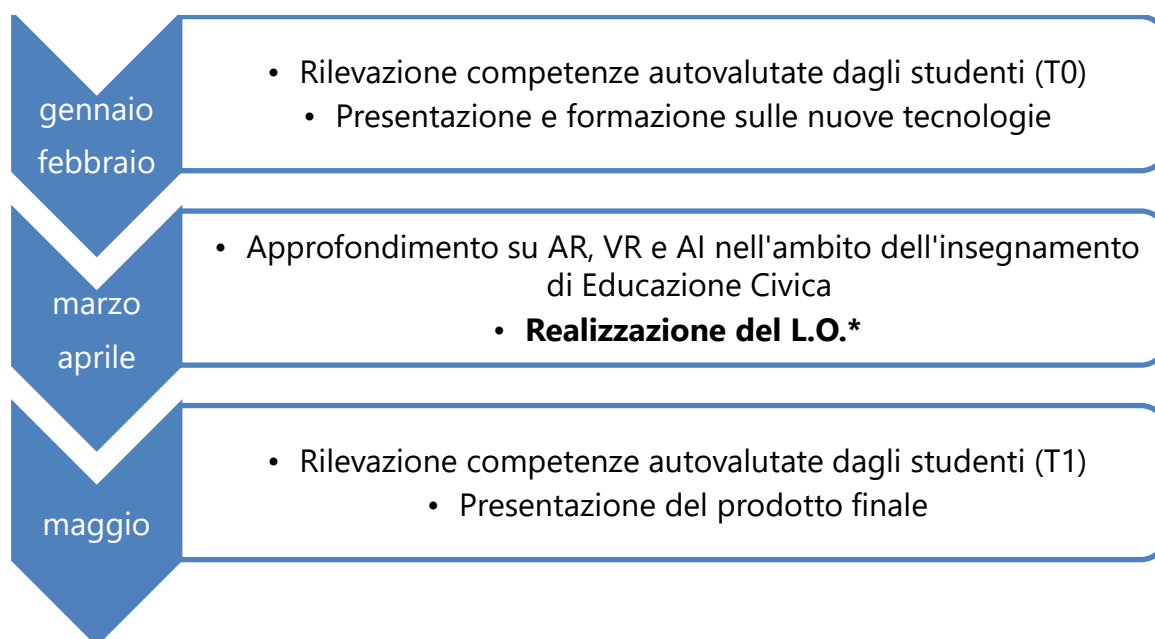 gennaio
febbraio
• Rilevazione competenze autovalutate dagli studenti (T0)
• Presentazione e formazione sulle nuove tecnologie
marzo
aprile
• Approfondimento su AR, VR e AI nell'ambito dell'insegnamento
di Educazione Civica
• Realizzazione del L.O.*
maggio
• Rilevazione competenze autovalutate dagli studenti (T1)
• Presentazione del prodotto finale